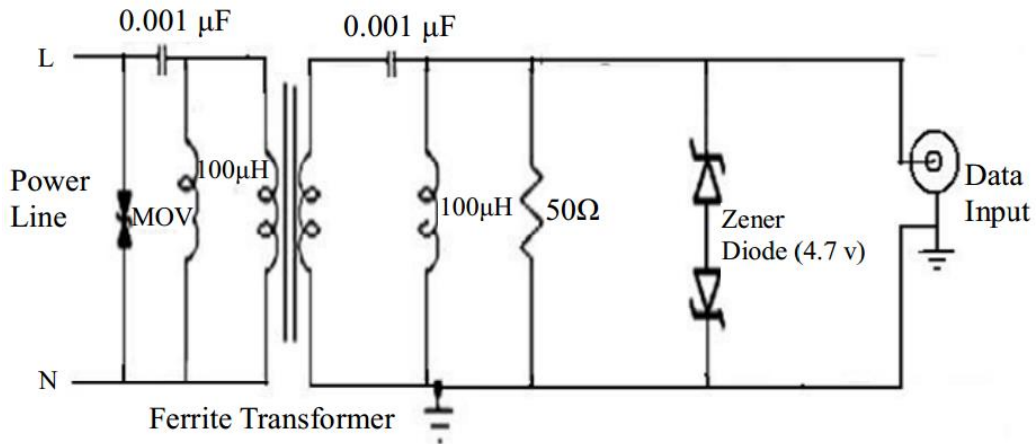 0.001 µF
0.001 µF
L
100µH
Power
Line
MOV
100µH
50Ω
Zener
Diode (4.7 v)
Data
Input
N
Ferrite Transformer